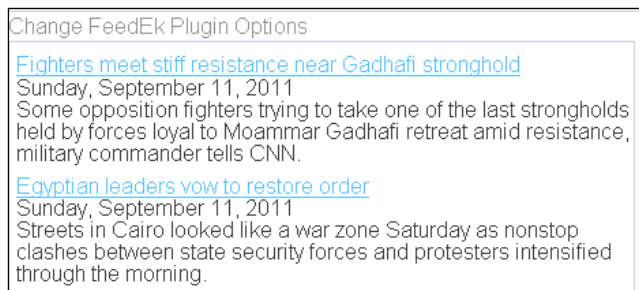 Change FeedEk Plugin Options
Fighters meet stiff resistance near Gadhafi stronghold
Sunday, September 11, 2011
Some opposition fighters trying to take one of the last strongholds
held by forces loyal to Moammar Gadhafi retreat amid resistance,
military commander tells CNN.
Egyptian leaders vow to restore order
Sunday, September 11, 2011
Streets in Cairo looked like a war zone Saturday as nonstop
clashes between state security forces and protesters intensified
through the morning.